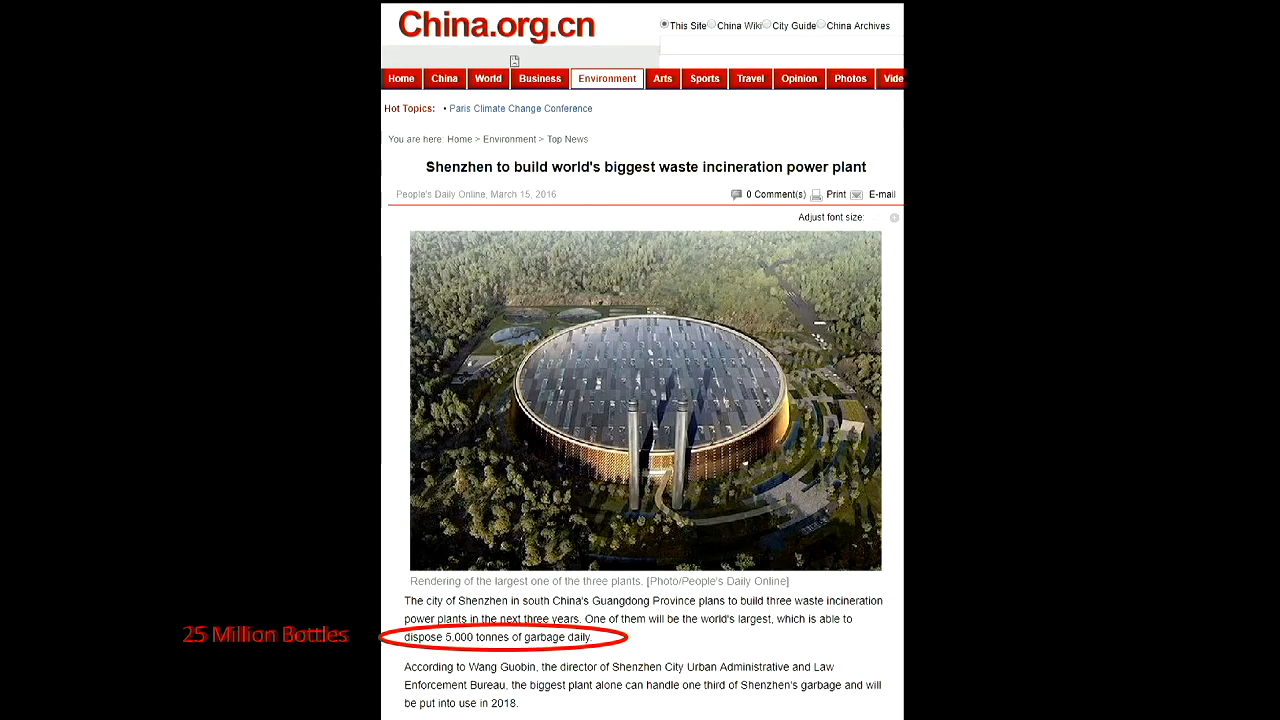 China.org.cn
This Site China Wiki City Guide China Archives
Home China World Business Environment Arts Sports Travel Opinion Photos Vide
Hot Topics: • Paris Climate Change Conference
You are here: Home > Environment > Top News
Shenzhen to build world's biggest waste incineration power plant
People's Daily Online, March 15, 2016 0 Comment(s) Print E-mail
Adjust font size:
Rendering of the largest one of the three plants. [Photo/People's Daily Online]
The city of Shenzhen in south China's Guangdong Province plans to build three waste incineration
power plants in the next three years. One of them will be the world's largest, which is able to
25 Million Bottles dispose 5,000 tonnes of garbage daily.
According to Wang Guobin, the director of Shenzhen City Urban Administrative and Law
Enforcement Bureau, the biggest plant alone can handle one third of Shenzhen's garbage and will
be put into use in 2018.